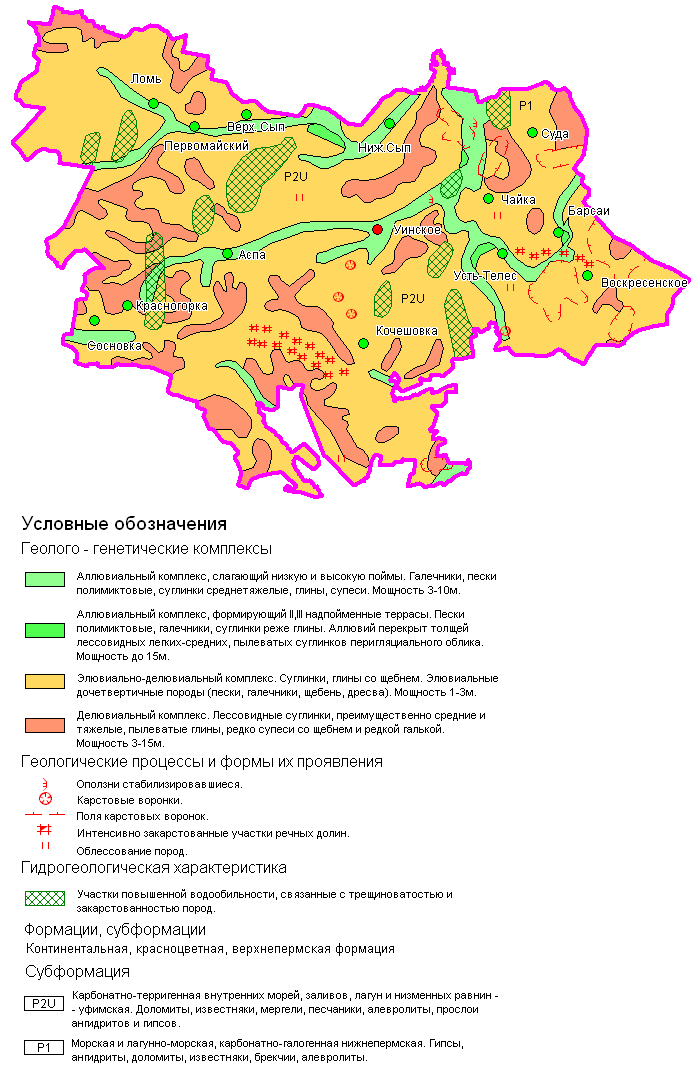 Ломь
Верх. Сып
Первомайский
Ниж.Сып
P1
Суда
P2U
Чайка
Барсаи
Уинское
Аспа
Усть-Телес
Воскресенское
P2U
Красногорка
Кочешовка
Сосновка
Условные обозначения
Геолого - генетические комплексы
Аллювиальный комплекс, слагающий низкую и высокую поймы. Галечники, пески
полимиктовые, суглинки среднетяжелые, глины, супеси. Мощность 3-10м.
Аллювиальный комплекс, формирующий II,III надпойменные террасы. Пески
полимиктовые, галечники, суглинки реже глины. Аллювий перекрыт толщей
лессовидных легких-средних, пылеватых суглинков перигляциального облика.
Мощность до 15м.
Элювиально-делювиальный комплекс. Суглинки, глины со щебнем. Элювиальные
дочетвертичные породы (пески, галечники, щебень, дресва). Мощность 1-3м.
Делювиальный комплекс. Лессовидные суглинки, преимущественно средние и
тяжелые, пылеватые глины, редко супеси со щебнем и редкой галькой.
Мощность 3-15м.
Геологические процессы и формы их проявления
Оползни стабилизировавшиеся.
Карстовые воронки.
Поля карстовых воронок.
Интенсивно закарстованные участки речных долин.
Облессование пород.
Гидрогеологическая характеристика
Участки повышенной водообильности, связанные с трещиноватостью и
закарстованностью пород.
Формации, субформации
Континентальная, красноцветная, верхнепермская формация
Субформация
P2U
Карбонатно-терригенная внутренних морей, заливов, лагун и низменных равнин -
- уфимская. Доломиты, известняки, мергели, песчаники, алевролиты, прослои
ангидритов и гипсов.
P1
Морская и лагунно-морская, карбонатно-галогенная нижнепермская. Гипсы,
ангидриты, доломиты, известняки, брекчии, алевролиты.